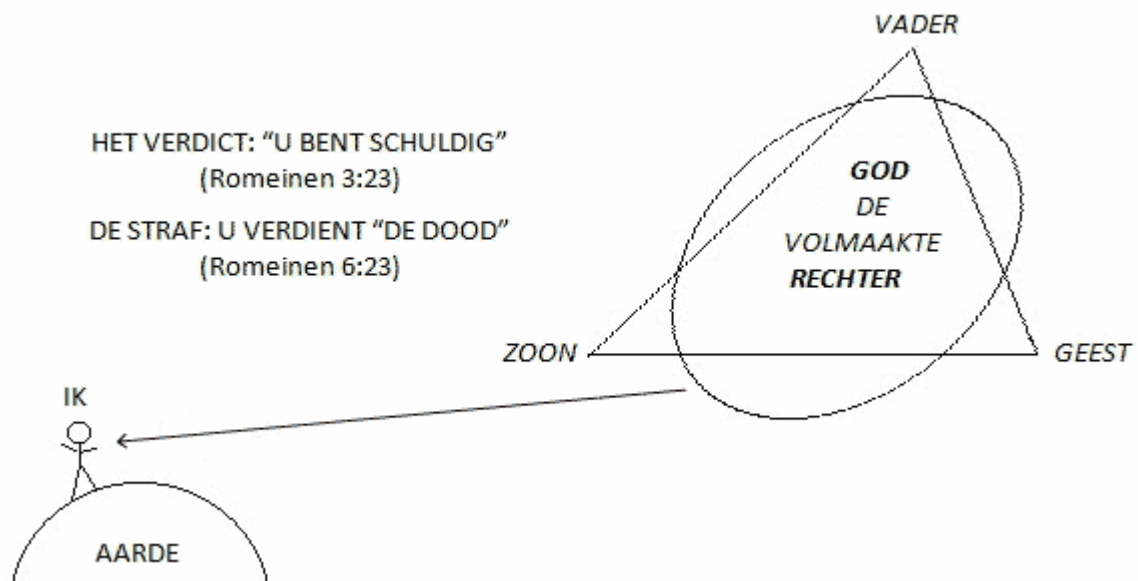 VADER
HET VERDICT: “U BENT SCHULDIG”
(Romeinen 3:23)
DE STRAF: U VERDIENT “DE DOOD”
(Romeinen 6:23)
GOD
DE
VOLMAAKTE
RECHTER
ZOON
GEEST
IK
AARDE